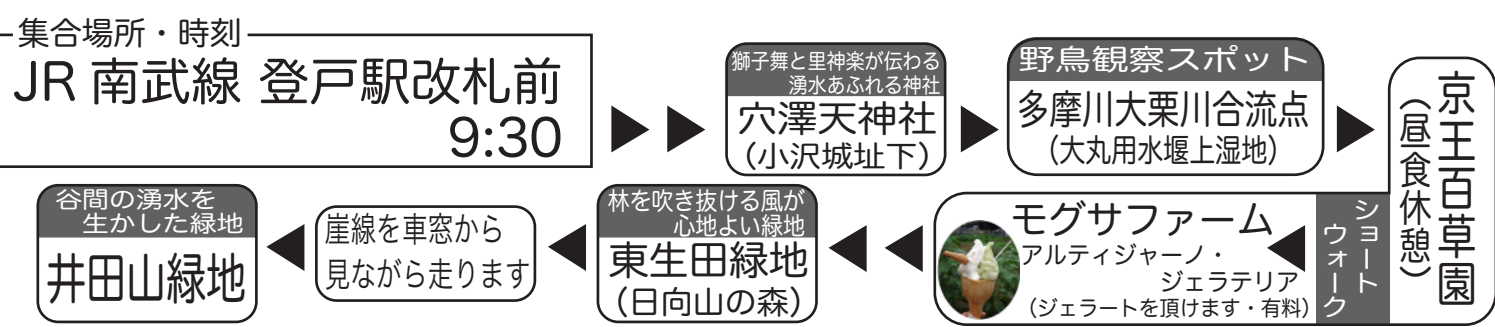 集合場所・時刻
JR 南武線 登戸駅改札前
9:30
獅子舞と里神楽が伝わる
湧水あふれる神社
穴澤天神社
(小沢城址下)
野鳥観察スポット
多摩川大栗川合流点
(大丸用水堰上湿地)
京王百草園
(昼食休憩)
ショート
ウォーク
モグサファーム
アルティジャーノ・
ジェラテリア
(ジェラートを頂けます・有料)
林を吹き抜ける風が
心地よい緑地
東生田緑地
(日向山の森)
崖線を車窓から
見ながら走ります
谷間の湧水を
生かした緑地
井田山緑地